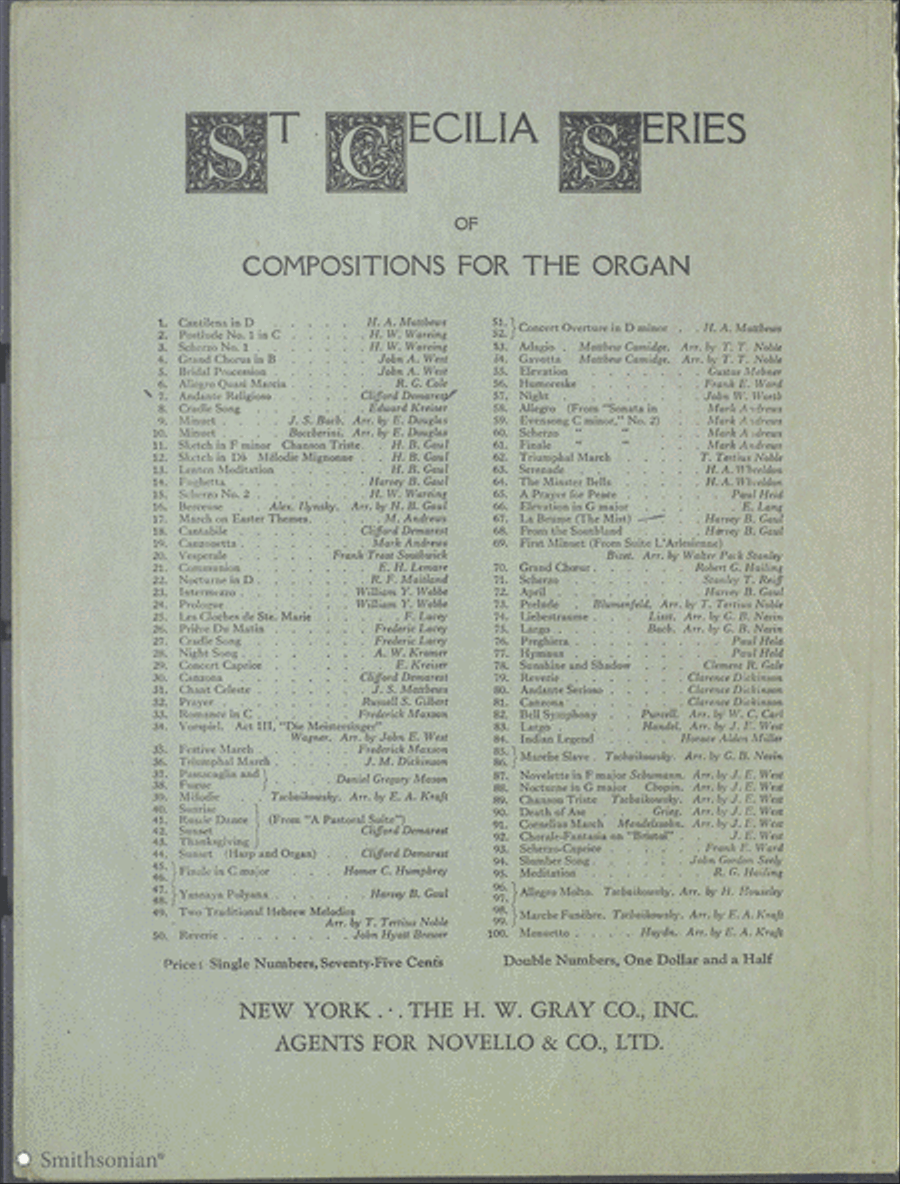 ST CECILIA SERIES
OF
COMPOSITIONS FOR THE ORGAN
1. Cantilena in D . . . . . H. A. Matthews
2. Postlude No. 1 in C . . . . H. W. Wareing
3. Scherzo No. 1 . . . . . H. W. Wareing
4. Grand Chorus in B . . . . John A. West
5. Bridal Procession . . . . John A. West
6. Allegro Quasi Marcia . . . . R. G. Cole
7. Andante Religioso . . . . Clifford Demarest
8. Cradle Song . . . . . Edward Kreiser
9. Minuet . . . J. S. Bach. Arr. by E. Douglas
10. Minuet . . . Boccherini. Arr. by E. Douglas
11. Sketch in F minor Chanson Triste . . H. B. Gaul
12. Sketch in Db Mélodie Mignonne . . H. B. Gaul
13. Lenten Meditation . . . . H. B. Gaul
14. Fughetta . . . . . Harvey B. Gaul
15. Scherzo No. 2 . . . . . H. W. Wareing
16. Berceuse . . Alex. Ilynsky. Arr. by H. B. Gaul
17. March on Easter Themes . . . . M. Andrews
18. Cantabile . . . . . Clifford Demarest
19. Canzonetta . . . . . Mark Andrews
20. Vesperale . . . . Frank Treat Southwick
21. Communion . . . . . E. H. Lemare
22. Nocturne in D . . . . . R. F. Maitland
23. Intermezzo . . . . William Y. Webbe
24. Prologue . . . . William Y. Webbe
25. Les Cloches de Ste. Marie . . . . F. Lacey
26. Prière Du Matin . . . . Frederic Lacey
27. Cradle Song . . . . Frederic Lacey
28. Night Song . . . . . A. W. Kramer
29. Concert Caprice . . . . . E. Kreiser
30. Canzona . . . . . Clifford Demarest
31. Chant Celeste . . . . J. S. Matthews
32. Prayer . . . . . Russell S. Gilbert
33. Romance in C . . . . Frederick Maxson
34. Vorspiel. Act III, "Die Meistersinger"
Wagner. Arr. by John E. West
35. Festive March . . . . Frederick Maxson
36. Triumphal March . . . . J. M. Dickinson
37. Passacaglia and
38. Fugue } . . . Daniel Gregory Mason
39. Mélodie . . Tschaikowsky. Arr. by E. A. Kraft
40. Sunrise
41. Rustic Dance } (From "A Pastoral Suite")
42. Sunset Clifford Demarest
43. Thanksgiving
44. Sunset (Harp and Organ) . . Clifford Demarest
45.
46. } Finale in C major . . . Homer C. Humphrey
47.
48. } Yasnaya Polyana . . . . Harvey B. Gaul
49. Two Traditional Hebrew Melodies
Arr. by T. Tertius Noble
50. Reverie . . . . . . . John Hyatt Brewer
Price: Single Numbers, Seventy-Five Cents
51.
52. } Concert Overture in D minor . . H. A. Matthews
53. Adagio . Matthew Camidge. Arr. by T. T. Noble
54. Gavotta Matthew Camidge. Arr. by T. T. Noble
55. Elevation . . . . . Gustav Mehner
56. Humoreske . . . . . Frank E. Ward
57. Night . . . . . John W. Worth
58. Allegro (From "Sonata in Mark Andrews
59. Evensong C minor," No. 2) Mark Andrews
60. Scherzo " " Mark Andrews
61. Finale " " Mark Andrews
62. Triumphal March . . . . T. Tertius Noble
63. Serenade . . . . . H. A. Wheeldon
64. The Minster Bells . . . . H. A. Wheeldon
65. A Prayer for Peace . . . . Paul Held
66. Elevation in G major . . . . E. Lang
67. La Brume (The Mist) . . . Harvey B. Gaul
68. From the Southland . . . . Harvey B. Gaul
69. First Minuet (From Suite L'Arlesienne)
Bizet. Arr. by Walter Peck Stanley
70. Grand Chœur . . . . Robert G. Hailing
71. Scherzo . . . . . Stanley T. Reiff
72. April . . . . . Harvey B. Gaul
73. Prelude . Blumenfeld. Arr. by T. Tertius Noble
74. Liebestraume . . . Liszt. Arr. by G. B. Nevin
75. Largo . . . . Bach. Arr. by G. B. Nevin
76. Preghiera . . . . . Paul Held
77. Hymnus . . . . . Paul Held
78. Sunshine and Shadow . . . . Clement R. Gale
79. Reverie . . . . . Clarence Dickinson
80. Andante Serioso . . . . Clarence Dickinson
81. Canzona . . . . . Clarence Dickinson
82. Bell Symphony . . Purcell. Arr. by W. C. Carl
83. Largo . . . . Handel. Arr. by J. E. West
84. Indian Legend . . . . Horace Alden Miller
85.
86. } Marche Slave . Tschaikowsky. Arr. by G. B. Nevin
87. Novelette in F major Schumann. Arr. by J. E. West
88. Nocturne in G major Chopin. Arr. by J. E. West
89. Chanson Triste Tschaikowsky. Arr. by J. E. West
90. Death of Ase . . . Grieg. Arr. by J. E. West
91. Cornelius March Mendelssohn. Arr. by J. E. West
92. Chorale-Fantasia on "Bristol" . . J. E. West
93. Scherzo-Caprice . . . . Frank E. Ward
94. Slumber Song . . . . John Gordon Seely
95. Meditation . . . . . R. G. Hailing
96.
97. } Allegro Molto. Tschaikowsky. Arr. by H. Houseley
98.
99. } Marche Funèbre. Tschaikowsky. Arr. by E. A. Kraft
100. Menuetto . . . . Haydn. Arr. by E. A. Kraft
Double Numbers, One Dollar and a Half
NEW YORK . · . THE H. W. GRAY CO., INC.
AGENTS FOR NOVELLO & CO., LTD.
Smithsonian